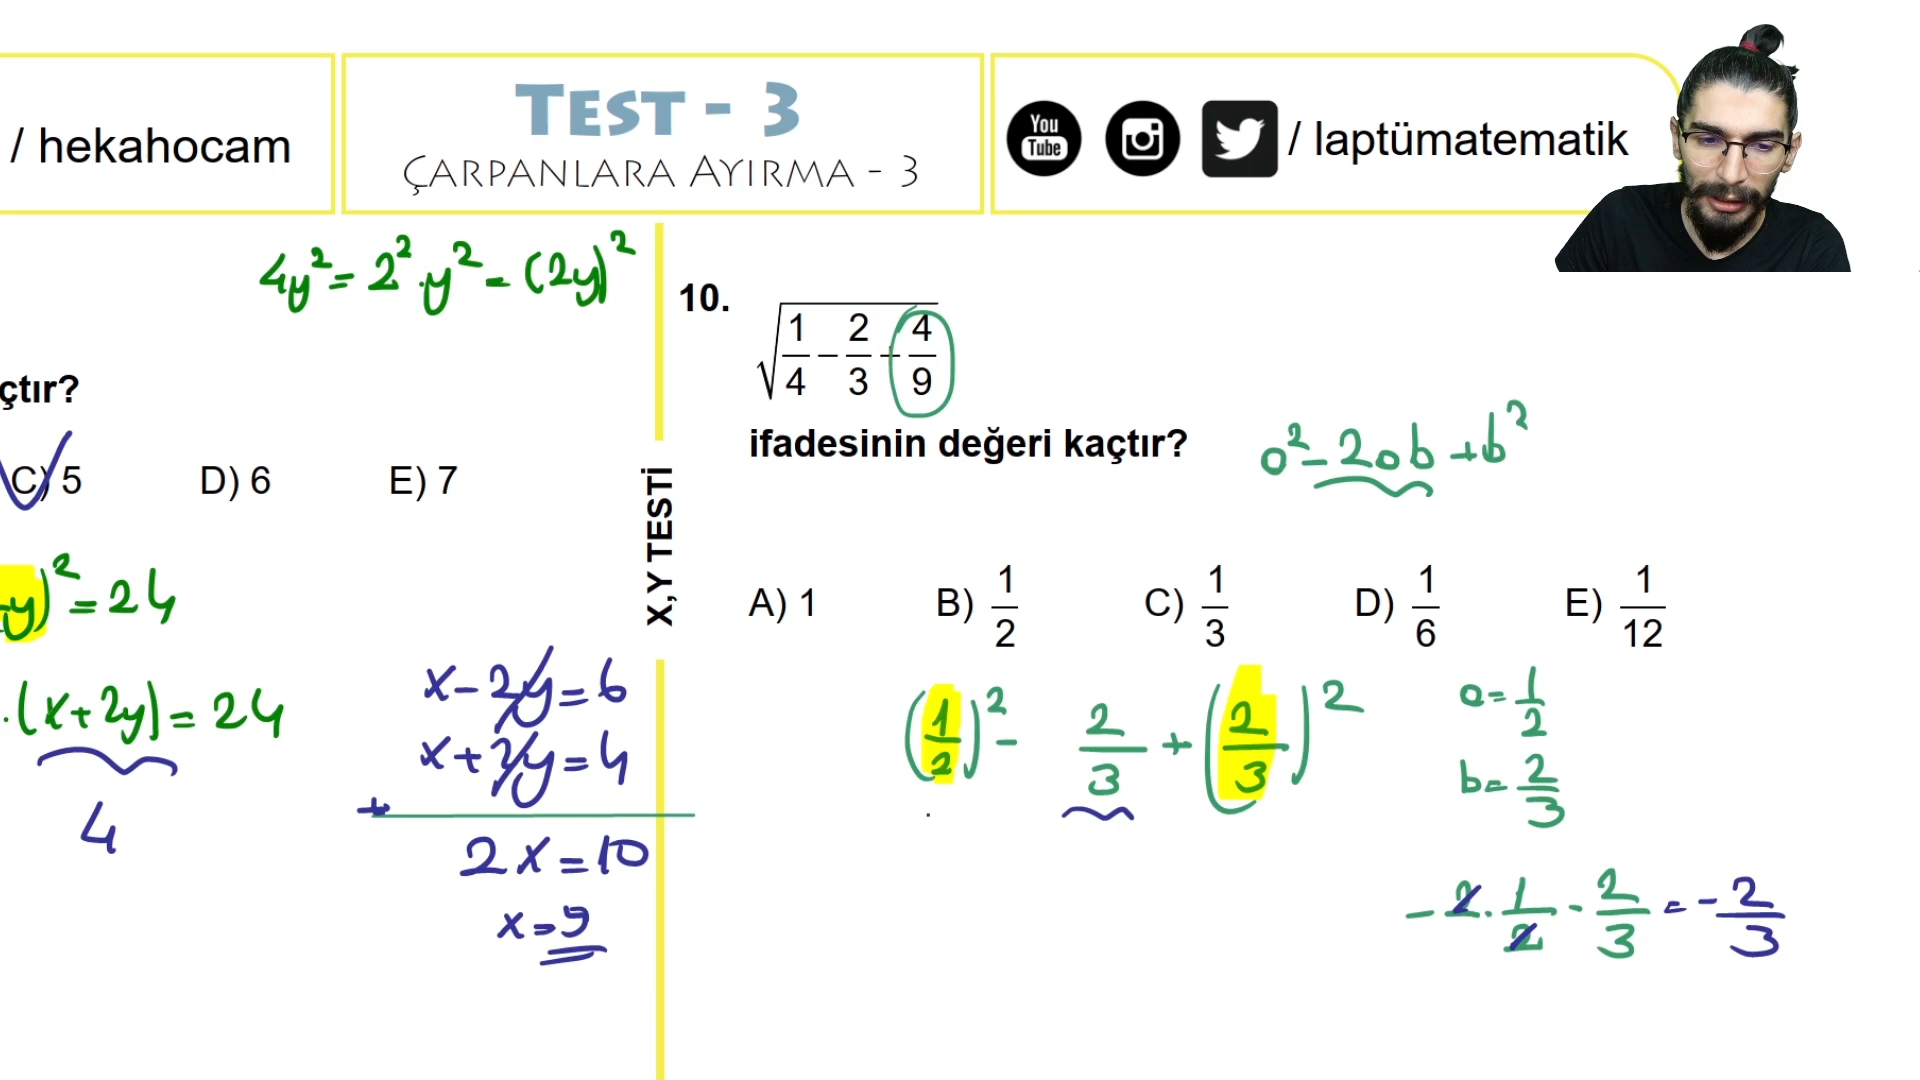 / hekahocam
TEST - 3
ÇARPANLARA AYIRMA - 3
You Tube
/ laptümatematik
4y² = 2².y² = (2y)²
çtır?
C) 5 D) 6 E) 7
y)² = 24
.(x+2y) = 24
4
x-2y=6
x+2y=4
+
2x=10
x=5
X,Y TESTİ
10.
√(1/4 - 2/3 + 4/9)
ifadesinin değeri kaçtır?
a²-2ab+b²
A) 1 B) 1/2 C) 1/3 D) 1/6 E) 1/12
(1/2)² - 2/3 + (2/3)²
a=1/2
b=2/3
-2.1/2.2/3=-2/3